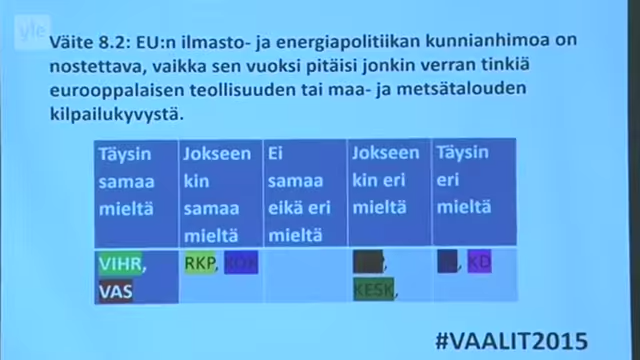 yle
Väite 8.2: EU:n ilmasto- ja energiapolitiikan kunnianhimoa on
nostettava, vaikka sen vuoksi pitäisi jonkin verran tinkiä
eurooppalaisen teollisuuden tai maa- ja metsätalouden
kilpailukyvystä.
Täysin
samaa
mieltä
Jokseen
kin
samaa
mieltä
Ei
samaa
eikä eri
mieltä
Jokseen
kin eri
mieltä
Täysin
eri
mieltä
VIHR,
VAS
RKP, KOK
KESK,
KD
#VAALIT2015